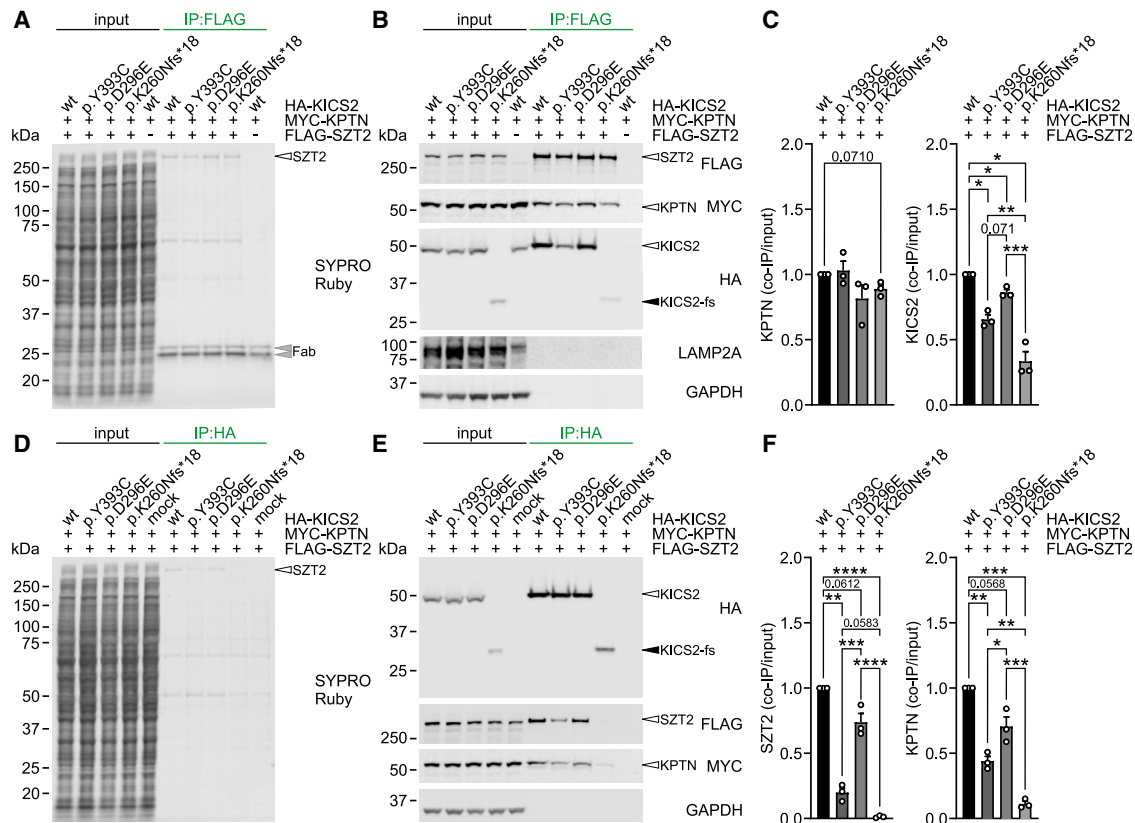 A
input
IP:FLAG
wt
p.Y393C
p.D296E
p.K260Nfs*18
wt
wt
p.Y393C
p.D296E
p.K260Nfs*18
wt
HA-KICS2
MYC-KPTN
kDa
+ + + + - + + + + - FLAG-SZT2
250
150
100
75
50
37
25
20
SZT2
Fab
SYPRO
Ruby
B
input
IP:FLAG
wt
p.Y393C
p.D296E
p.K260Nfs*18
wt
wt
p.Y393C
p.D296E
p.K260Nfs*18
wt
HA-KICS2
MYC-KPTN
kDa
+ + + + - + + + + - FLAG-SZT2
250
SZT2 FLAG
50
KPTN MYC
50
37
25
KICS2
HA
KICS2-fs
100
75
LAMP2A
37
GAPDH
C
wt
p.Y393C
p.D296E
p.K260Nfs*18
HA-KICS2
MYC-KPTN
+ + + + FLAG-SZT2
KPTN (co-IP/input)
2.0
1.5
1.0
0.5
0.0
0.0710
wt
p.Y393C
p.D296E
p.K260Nfs*18
HA-KICS2
MYC-KPTN
+ + + + FLAG-SZT2
KICS2 (co-IP/input)
2.0
1.5
1.0
0.5
0.0
*
*
*
**
0.071
***
D
input
IP:HA
wt
p.Y393C
p.D296E
p.K260Nfs*18
mock
wt
p.Y393C
p.D296E
p.K260Nfs*18
mock
HA-KICS2
MYC-KPTN
kDa
+ + + + + + + + + + FLAG-SZT2
250
150
100
75
50
37
25
20
SZT2
SYPRO
Ruby
E
input
IP:HA
wt
p.Y393C
p.D296E
p.K260Nfs*18
mock
wt
p.Y393C
p.D296E
p.K260Nfs*18
mock
HA-KICS2
MYC-KPTN
kDa
+ + + + + + + + + + FLAG-SZT2
50
37
25
KICS2
HA
KICS2-fs
250
SZT2 FLAG
50
KPTN MYC
37
GAPDH
F
wt
p.Y393C
p.D296E
p.K260Nfs*18
HA-KICS2
MYC-KPTN
+ + + + FLAG-SZT2
SZT2 (co-IP/input)
2.0
1.5
1.0
0.5
0.0
****
0.0612
**
0.0583
***
****
wt
p.Y393C
p.D296E
p.K260Nfs*18
HA-KICS2
MYC-KPTN
+ + + + FLAG-SZT2
KPTN (co-IP/input)
2.0
1.5
1.0
0.5
0.0
***
0.0568
**
**
*
***